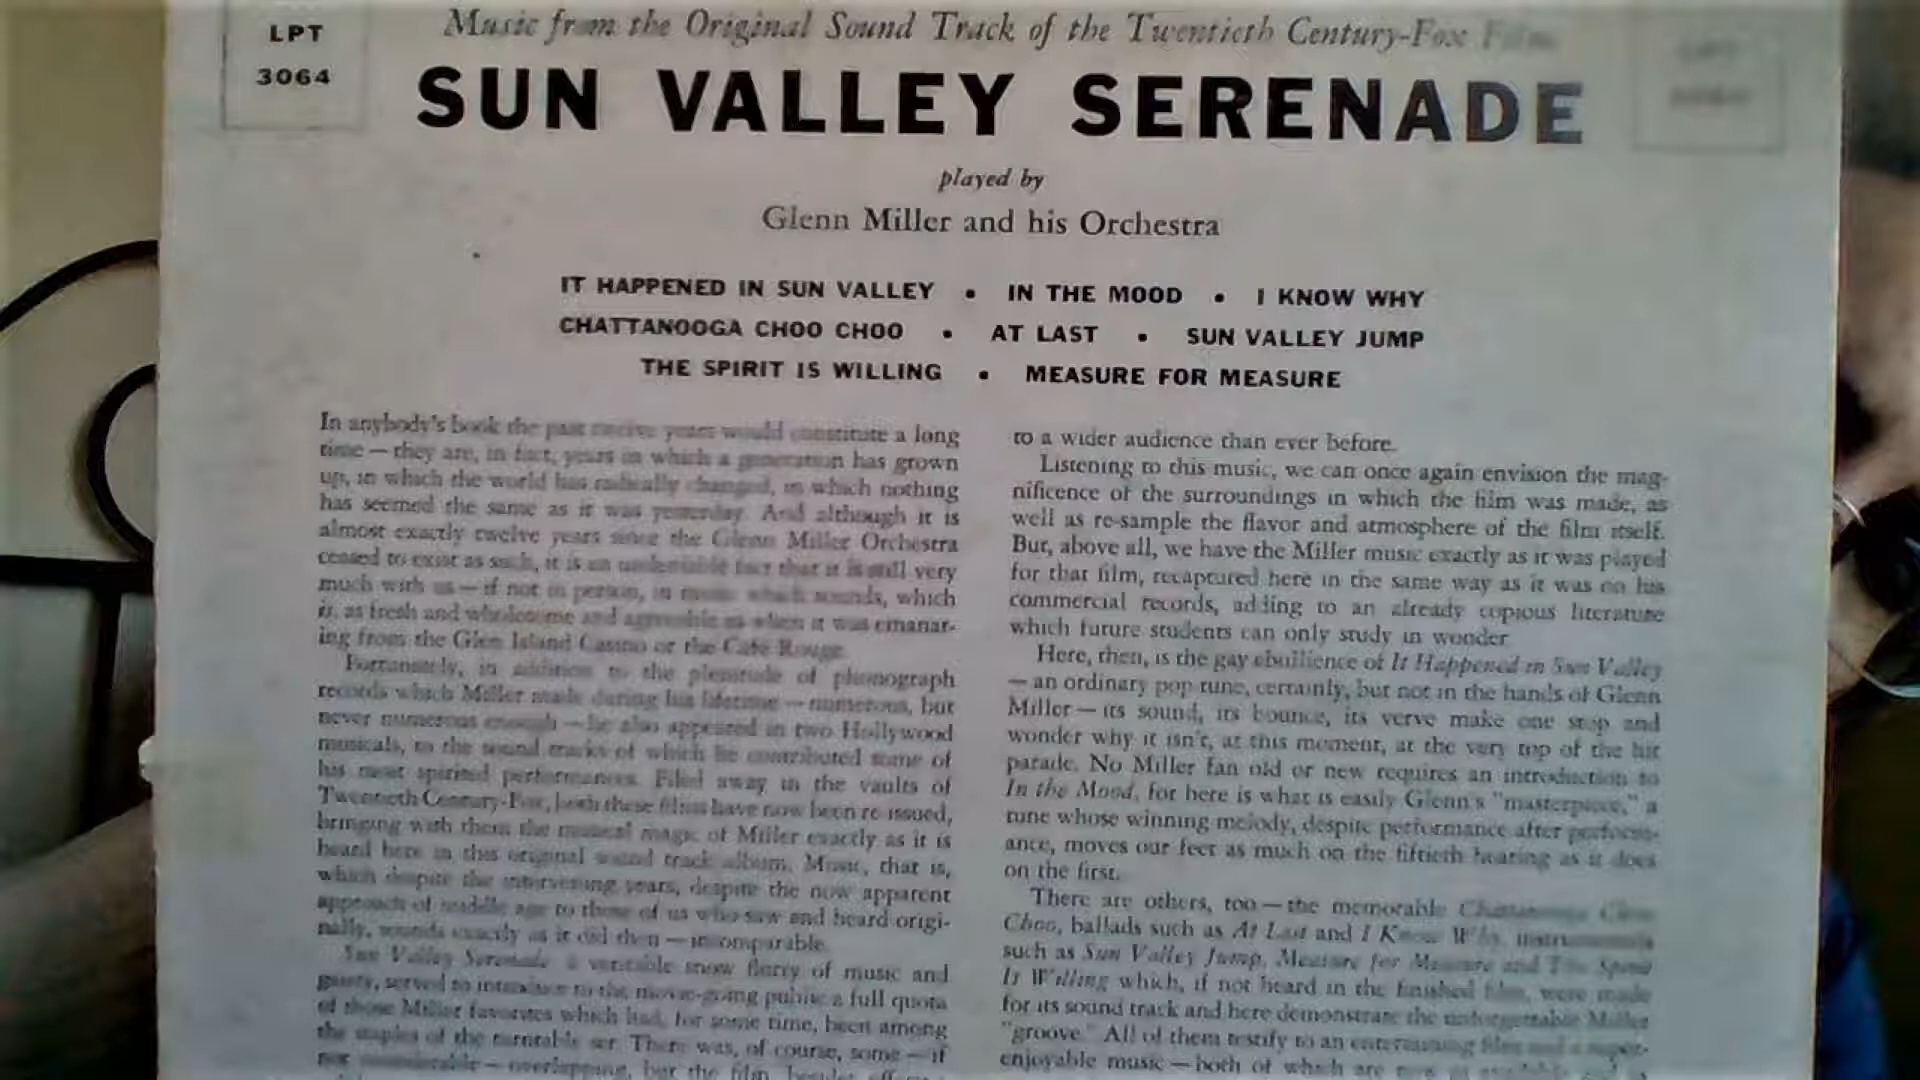 LPT
3064
Music from the Original Sound Track of the Twentieth Century-Fox Film
SUN VALLEY SERENADE
played by
Glenn Miller and his Orchestra
IT HAPPENED IN SUN VALLEY • IN THE MOOD • I KNOW WHY
CHATTANOOGA CHOO CHOO • AT LAST • SUN VALLEY JUMP
THE SPIRIT IS WILLING • MEASURE FOR MEASURE
In anybody's book the past twelve years would constitute a long
time — they are, in fact, years in which a generation has grown
up, in which the world has radically changed, in which nothing
has seemed the same as it was yesterday. And although it is
almost exactly twelve years since the Glenn Miller Orchestra
ceased to exist as such, it is an undeniable fact that it is still very
much with us — if not in person, in music which sounds, which
is, as fresh and wholesome and agreeable as when it was emanat-
ing from the Glen Island Casino or the Café Rouge.
Fortunately, in addition to the plenitude of phonograph
records which Miller made during his lifetime — numerous, but
never numerous enough — he also appeared in two Hollywood
musicals, to the sound tracks of which he contributed some of
his most spirited performances. Filed away in the vaults of
Twentieth Century-Fox, both these films have now been re-issued,
bringing with them the musical magic of Miller exactly as it is
heard here in this original sound track album. Music, that is,
which despite the intervening years, despite the now apparent
approach of middle age to those of us who saw and heard origi-
nally, sounds exactly as it did then — incomparable.
Sun Valley Serenade a veritable snow flurry of music and
gaiety, served to introduce to the movie-going public a full quota
of those Miller favorites which had, for some time, been among
the staples of the turntable set. There was, of course, some — if
not considerable — overlapping, but the film, besides
to a wider audience than ever before.
Listening to this music, we can once again envision the mag-
nificence of the surroundings in which the film was made, as
well as re-sample the flavor and atmosphere of the film itself.
But, above all, we have the Miller music exactly as it was played
for that film, recaptured here in the same way as it was on his
commercial records, adding to an already copious literature
which future students can only study in wonder.
Here, then, is the gay ebullience of It Happened in Sun Valley
— an ordinary pop tune, certainly, but not in the hands of Glenn
Miller — its sound, its bounce, its verve make one stop and
wonder why it isn't, at this moment, at the very top of the hit
parade. No Miller fan old or new requires an introduction to
In the Mood, for here is what is easily Glenn's "masterpiece," a
tune whose winning melody, despite performance after perform-
ance, moves our feet as much on the fiftieth hearing as it does
on the first.
There are others, too — the memorable Chattanooga Choo
Choo, ballads such as At Last and I Know Why, instrumentals
such as Sun Valley Jump, Measure for Measure and The Spirit
Is Willing which, if not heard in the finished film, were made
for its sound track and here demonstrate the unforgettable Miller
"groove." All of them testify to an entertaining film and a super-
enjoyable music — both of which are now as available